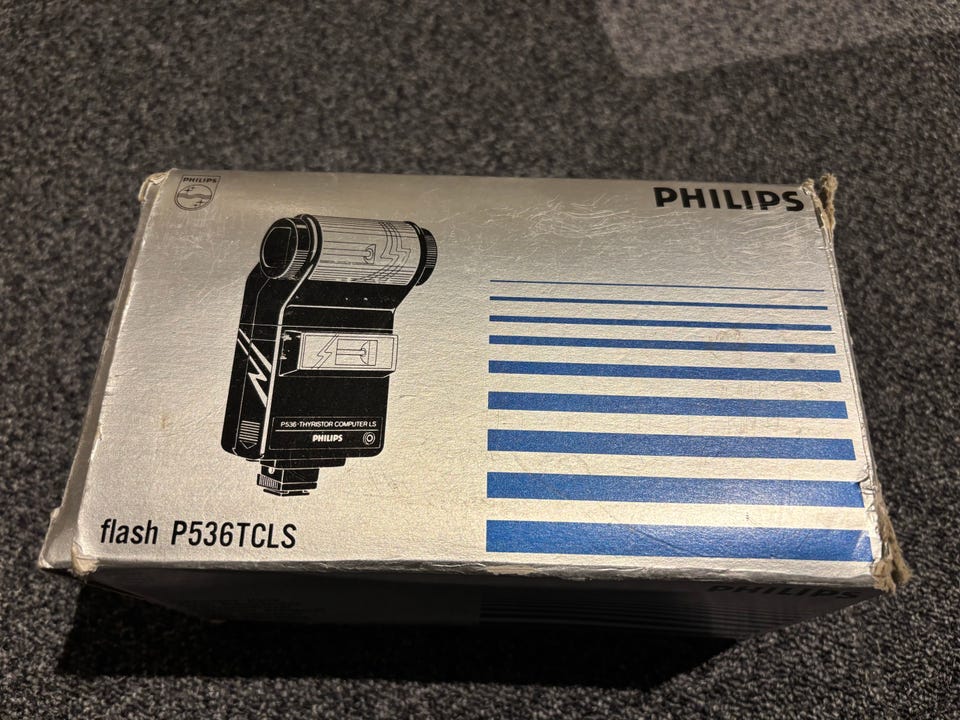 PHILIPS
PHILIPS
P536-THYRISTOR COMPUTER LS
PHILIPS
flash P536TCLS
PHILIPS